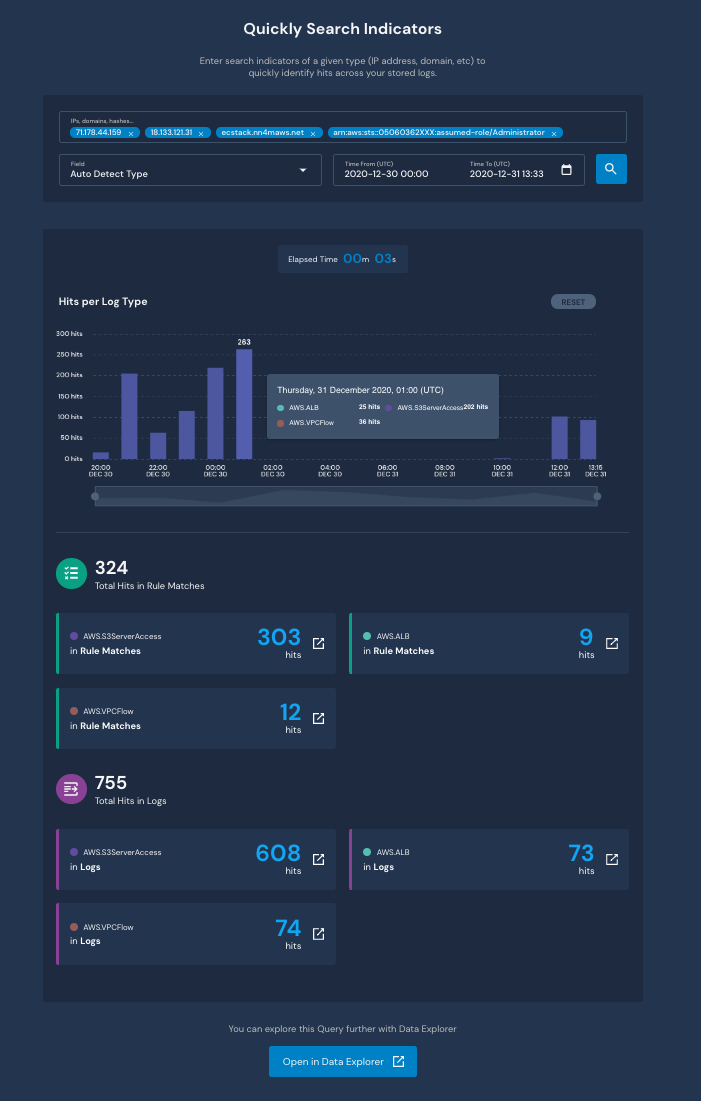 Quickly Search Indicators
Enter search indicators of a given type (IP address, domain, etc) to
quickly identify hits across your stored logs.
IPs, domains, hashes...
71.178.44.159 × 18.133.121.31 × ecstack.nn4maws.net × arn:aws:sts::05060362XXX:assumed-role/Administrator ×
Field
Auto Detect Type
Time From (UTC) Time To (UTC)
2020-12-30 00:00 2020-12-31 13:33
Elapsed Time 00m 03s
Hits per Log Type
RESET
300 hits
250 hits
200 hits
150 hits
100 hits
50 hits
0 hits
263
Thursday, 31 December 2020, 01:00 (UTC)
AWS.ALB 25 hits AWS.S3ServerAccess 202 hits
AWS.VPCFlow 36 hits
20:00 22:00 00:00 02:00 04:00 06:00 08:00 10:00 12:00 13:15
DEC 30 DEC 30 DEC 30 DEC 30 DEC 30 DEC 31 DEC 31 DEC 31 DEC 31 DEC 31
324
Total Hits in Rule Matches
AWS.S3ServerAccess
in Rule Matches
303
hits
AWS.ALB
in Rule Matches
9
hits
AWS.VPCFlow
in Rule Matches
12
hits
755
Total Hits in Logs
AWS.S3ServerAccess
in Logs
608
hits
AWS.ALB
in Logs
73
hits
AWS.VPCFlow
in Logs
74
hits
You can explore this Query further with Data Explorer
Open in Data Explorer